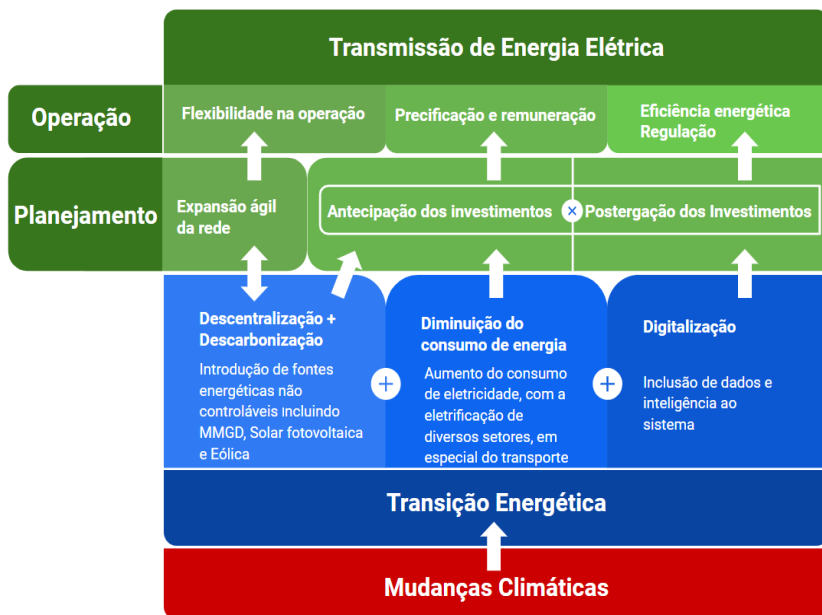 Transmissão de Energia Elétrica
Operação
Flexibilidade na operação
Precificação e remuneração
Eficiência energética
Regulação
Planejamento
Expansão ágil
da rede
Antecipação dos investimentos
×
Postergação dos Investimentos
Descentralização +
Descarbonização
Introdução de fontes
energéticas não
controláveis incluindo
MMGD, Solar fotovoltaica
e Eólica
+
Diminuição do
consumo de energia
Aumento do consumo
de eletricidade, com a
eletrificação de
diversos setores, em
especial do transporte
+
Digitalização
Inclusão de dados e
inteligência ao
sistema
Transição Energética
Mudanças Climáticas